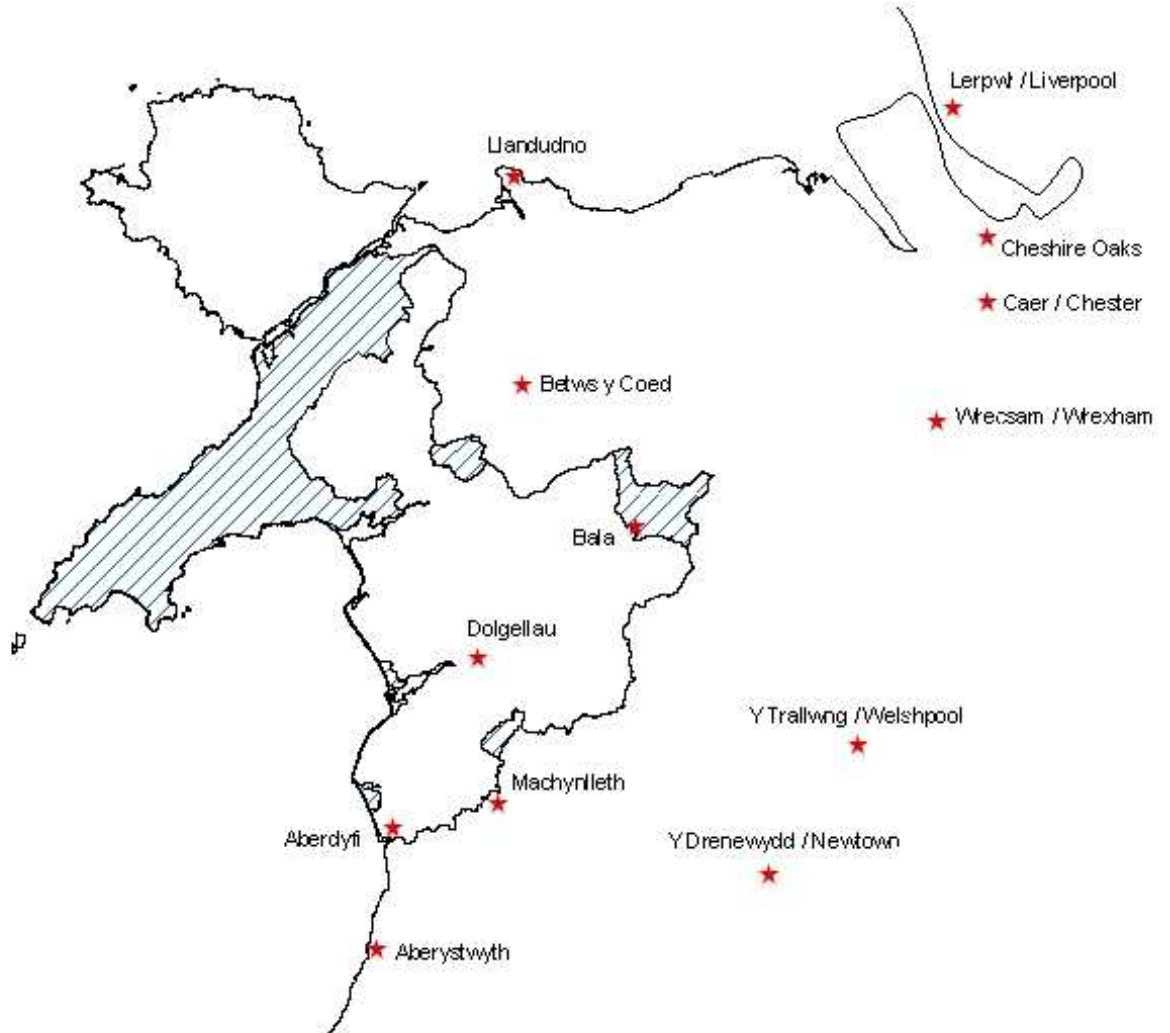 Lerpwl / Liverpool
Llandudno
Cheshire Oaks
Caer / Chester
Betws y Coed
Wrecsam / Wrexham
Bala
Dolgellau
Y Trallwng / Welshpool
Machynlleth
Aberdyfi
Y Drenewydd / Newtown
Aberystwyth